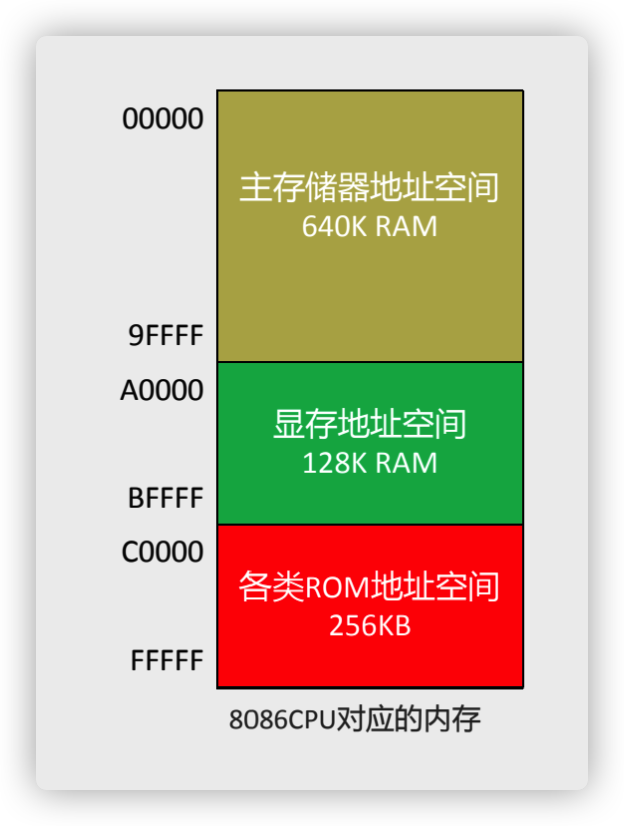 00000
主存储器地址空间
640K RAM
9FFFF
A0000
显存地址空间
128K RAM
BFFFF
C0000
各类ROM地址空间
256KB
FFFFF
8086CPU对应的内存